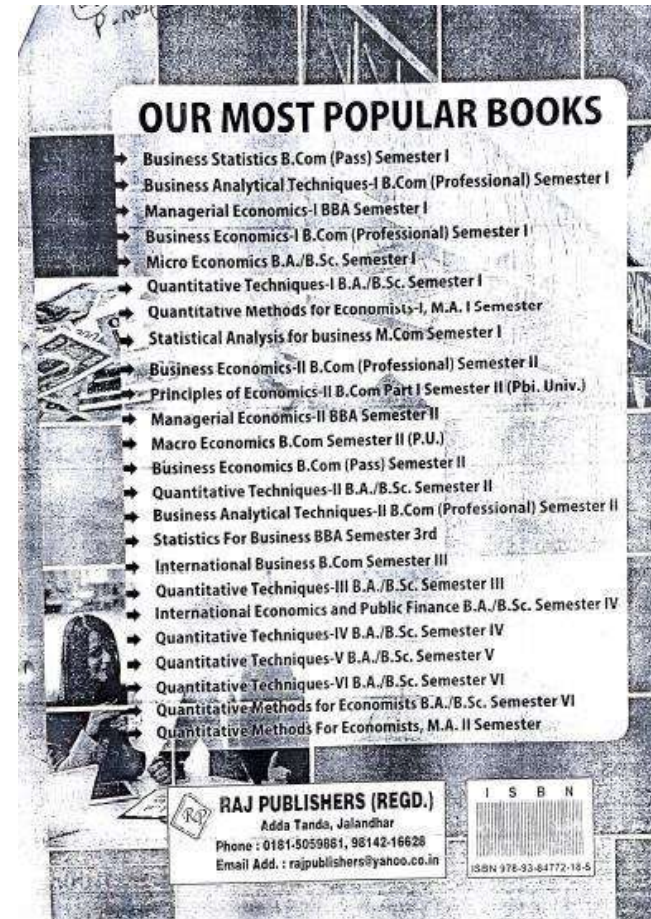 OUR MOST POPULAR BOOKS
Business Statistics B.Com (Pass) Semester I
Business Analytical Techniques-I B.Com (Professional) Semester I
Managerial Economics-I BBA Semester I
Business Economics-I B.Com (Professional) Semester I
Micro Economics B.A./B.Sc. Semester I
Quantitative Techniques-I B.A./B.Sc. Semester I
Quantitative Methods for Economists-I, M.A. I Semester
Statistical Analysis for business M.Com Semester I
Business Economics-II B.Com (Professional) Semester II
Principles of Economics-II B.Com Part I Semester II (Pbi. Univ.)
Managerial Economics-II BBA Semester II
Macro Economics B.Com Semester II (P.U.)
Business Economics B.Com (Pass) Semester II
Quantitative Techniques-II B.A./B.Sc. Semester II
Business Analytical Techniques-II B.Com (Professional) Semester II
Statistics For Business BBA Semester 3rd
International Business B.Com Semester III
Quantitative Techniques-III B.A./B.Sc. Semester III
International Economics and Public Finance B.A./B.Sc. Semester IV
Quantitative Techniques-IV B.A./B.Sc. Semester IV
Quantitative Techniques-V B.A./B.Sc. Semester V
Quantitative Techniques-VI B.A./B.Sc. Semester VI
Quantitative Methods for Economists B.A./B.Sc. Semester VI
Quantitative Methods For Economists, M.A. II Semester
RAJ PUBLISHERS (REGD.)
Adda Tanda, Jalandhar
Phone : 0181-5059881, 98142-16628
Email Add. : rajpublishers@yahoo.co.in
I S B N
ISBN 978-93-84772-18-5